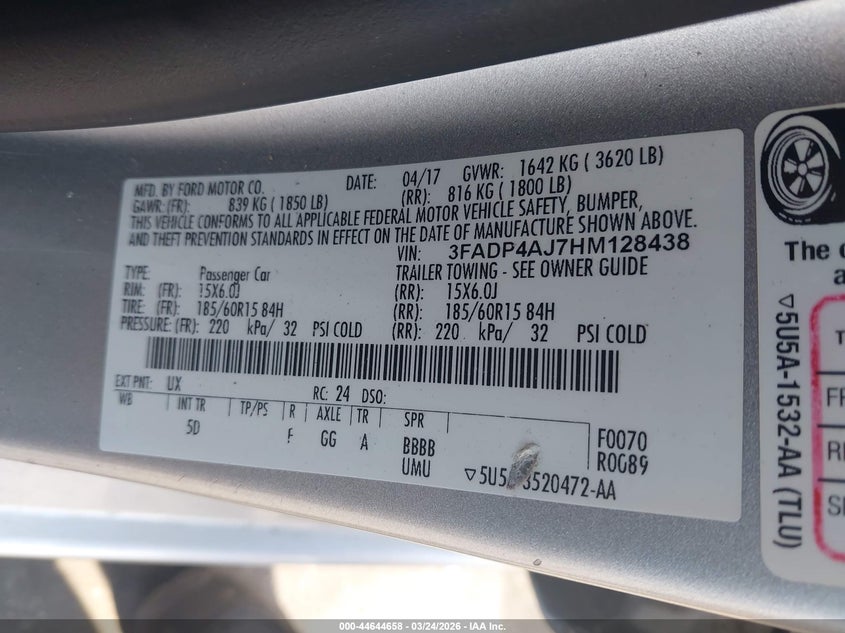 MFD. BY FORD MOTOR CO. DATE: 04/17 GVWR: 1642 KG ( 3620 LB)
GAWR: (FR): 839 KG ( 1850 LB) (RR): 816 KG ( 1800 LB)
THIS VEHICLE CONFORMS TO ALL APPLICABLE FEDERAL MOTOR VEHICLE SAFETY, BUMPER,
AND THEFT PREVENTION STANDARDS IN EFFECT ON THE DATE OF MANUFACTURE SHOWN ABOVE.
VIN: 3FADP4AJ7HM128438
TYPE: Passenger Car TRAILER TOWING - SEE OWNER GUIDE
RIM: (FR): 15X6.0J (RR): 15X6.0J
TIRE: (FR): 185/60R15 84H (RR): 185/60R15 84H
PRESSURE: (FR): 220 kPa/ 32 PSI COLD (RR): 220 kPa/ 32 PSI COLD
EXT PNT: UX RC: 24 DSO:
WB INT TR TP/PS R AXLE TR SPR
5D GG A BBBB F0070
UMU R0089
▽5U5A 3520472-AA
The
▽5U5A-1532-AA (TLU)
000-44644658 - 03/24/2026 - IAA Inc.